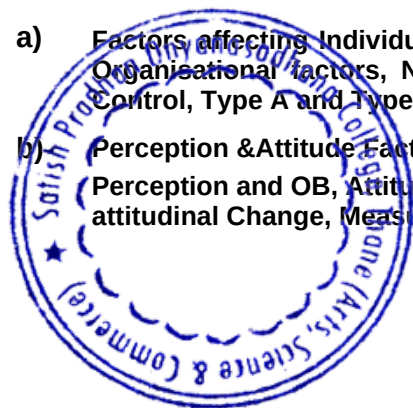 a) Factors affecting Individu
Organisational factors, N
Control, Type A and Type
b) Perception &Attitude Fact
Perception and OB, Attitu
attitudinal Change, Measu
Satish Pradhan Dnyanasadhana College, Thane (Arts, Science & Commerce) ★